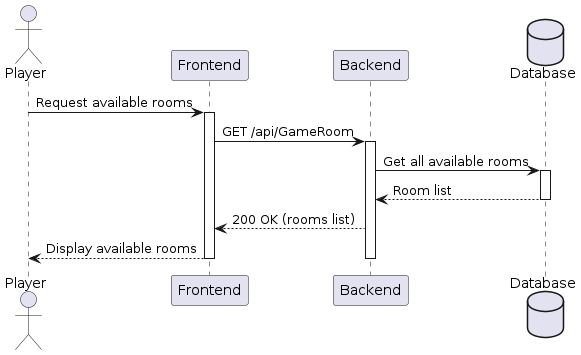 Player
Frontend
Backend
Database
Request available rooms
GET /api/GameRoom
Get all available rooms
Room list
200 OK (rooms list)
Display available rooms
Player
Frontend
Backend
Database